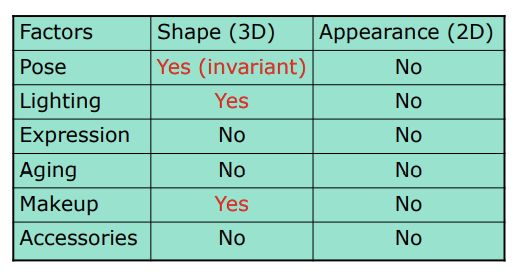 Factors Shape (3D) Appearance (2D)
Pose Yes (invariant) No
Lighting Yes No
Expression No No
Aging No No
Makeup Yes No
Accessories No No